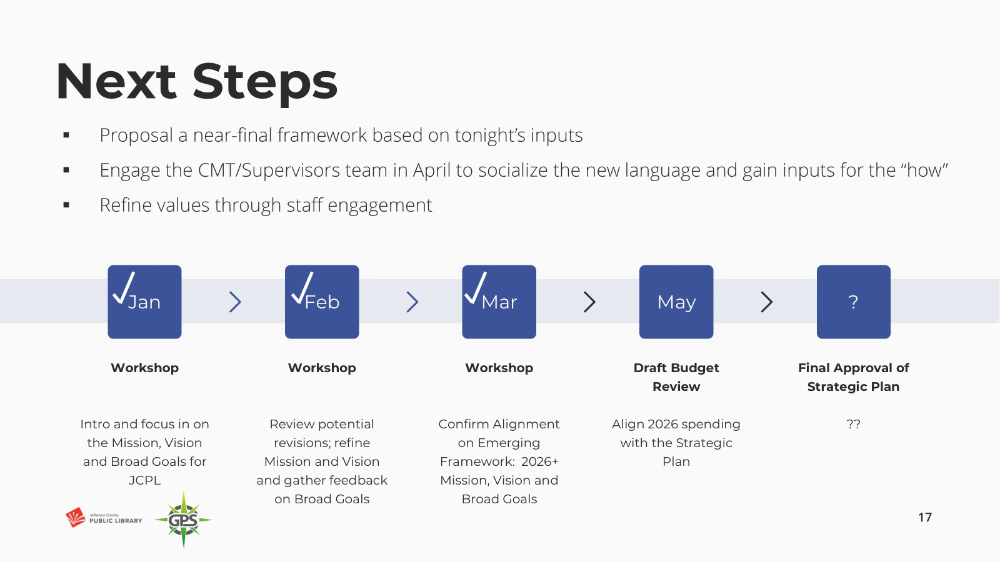 Next Steps
▪ Proposal a near-final framework based on tonight’s inputs
▪ Engage the CMT/Supervisors team in April to socialize the new language and gain inputs for the “how”
▪ Refine values through staff engagement
Jan
Feb
Mar
May
?
Workshop
Workshop
Workshop
Draft Budget
Review
Final Approval of
Strategic Plan
Intro and focus in on
the Mission, Vision
and Broad Goals for
JCPL
Review potential
revisions; refine
Mission and Vision
and gather feedback
on Broad Goals
Confirm Alignment
on Emerging
Framework:  2026+
Mission, Vision and
Broad Goals
Align 2026 spending
with the Strategic
Plan
??
Jefferson County
PUBLIC LIBRARY
GPS
17